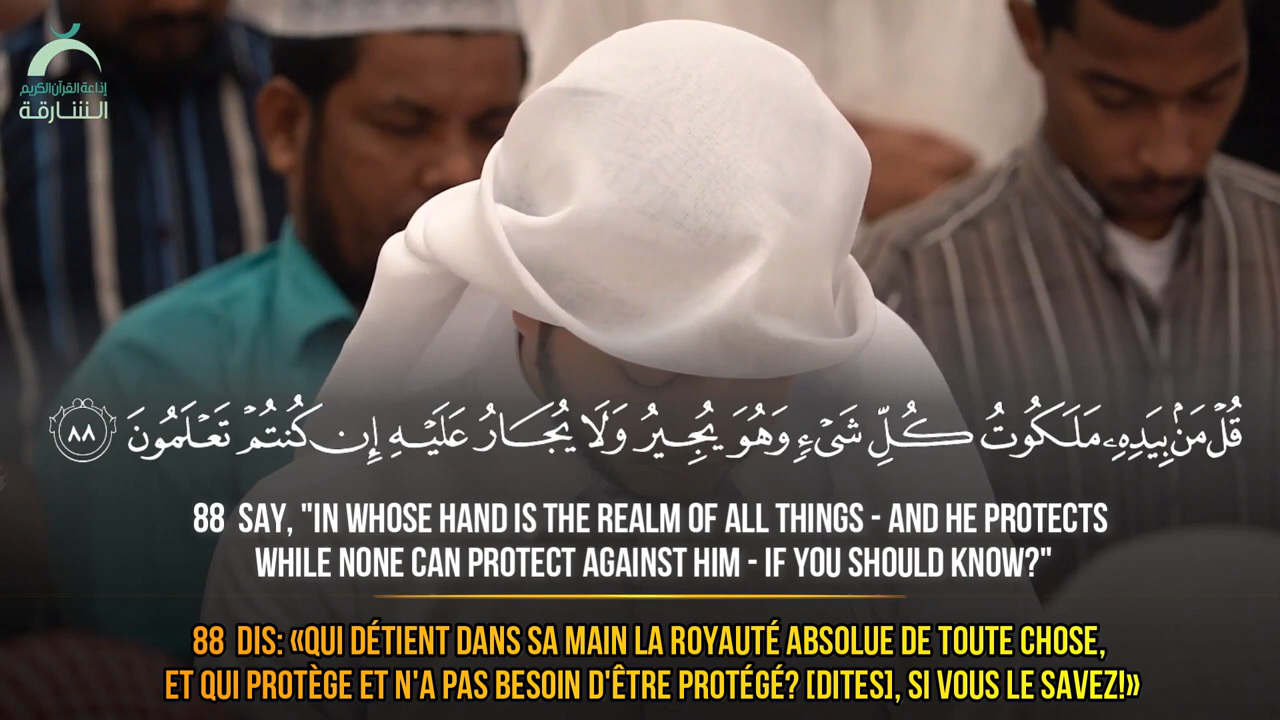 إذاعة القرآن الكريم
الشارقة
قُلْ مَنۢ بِيَدِهِۦ مَلَكُوتُ كُلِّ شَىْءٍ وَهُوَ يُجِيرُ وَلَا يُجَارُ عَلَيْهِ إِن كُنتُمْ تَعْلَمُونَ ٨٨
88 SAY, "IN WHOSE HAND IS THE REALM OF ALL THINGS - AND HE PROTECTS
WHILE NONE CAN PROTECT AGAINST HIM - IF YOU SHOULD KNOW?"
88 DIS: «QUI DÉTIENT DANS SA MAIN LA ROYAUTÉ ABSOLUE DE TOUTE CHOSE,
ET QUI PROTÈGE ET N'A PAS BESOIN D'ÊTRE PROTÉGÉ? [DITES], SI VOUS LE SAVEZ!»